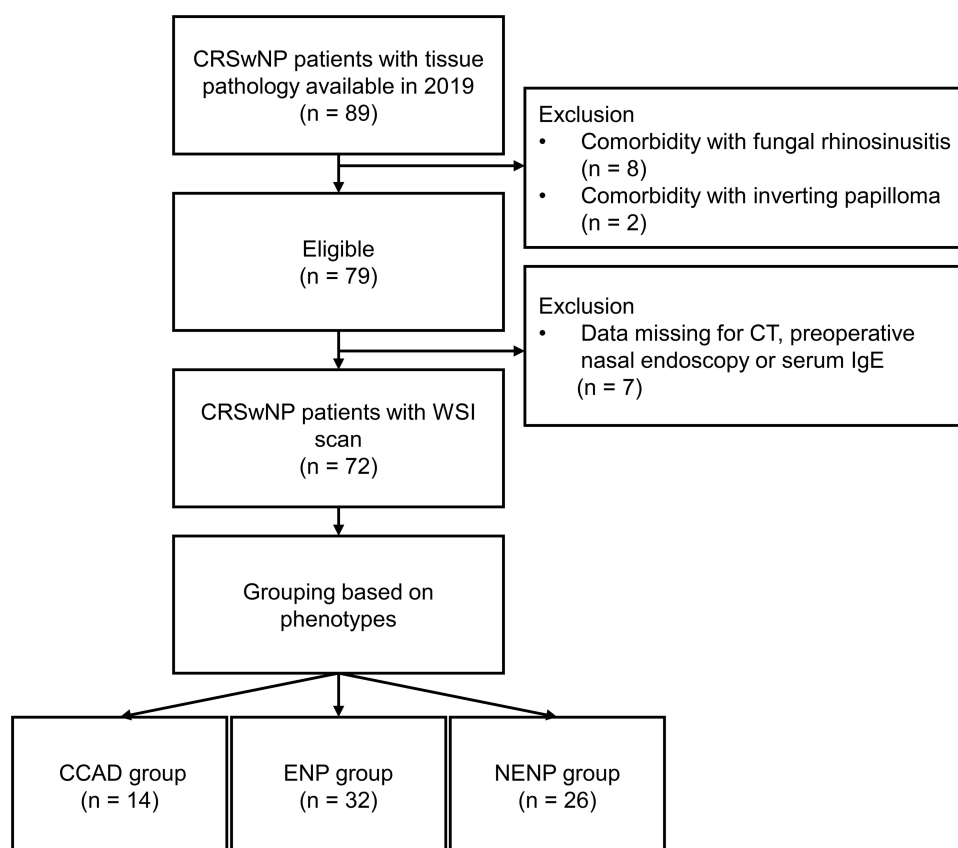 CRSwNP patients with tissue
pathology available in 2019
(n = 89)
Exclusion
• Comorbidity with fungal rhinosinusitis
(n = 8)
• Comorbidity with inverting papilloma
(n = 2)
Eligible
(n = 79)
Exclusion
• Data missing for CT, preoperative
nasal endoscopy or serum IgE
(n = 7)
CRSwNP patients with WSI
scan
(n = 72)
Grouping based on
phenotypes
CCAD group
(n = 14)
ENP group
(n = 32)
NENP group
(n = 26)